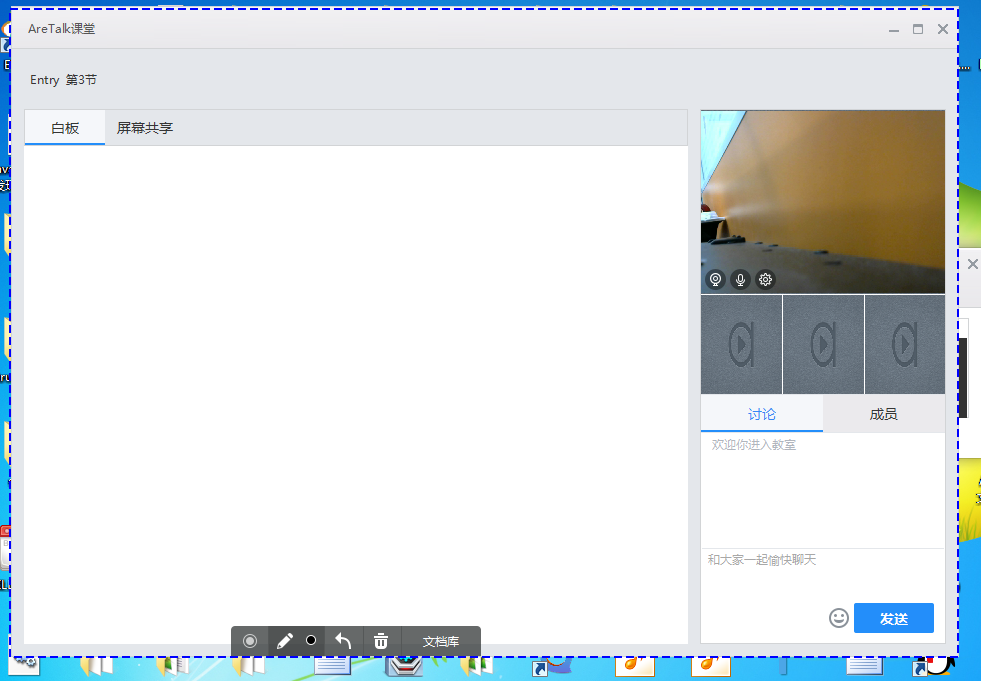 AreTalk课堂
Entry 第3节
白板
屏幕共享
讨论
成员
欢迎你进入教室
和大家一起愉快聊天
发送
文档库